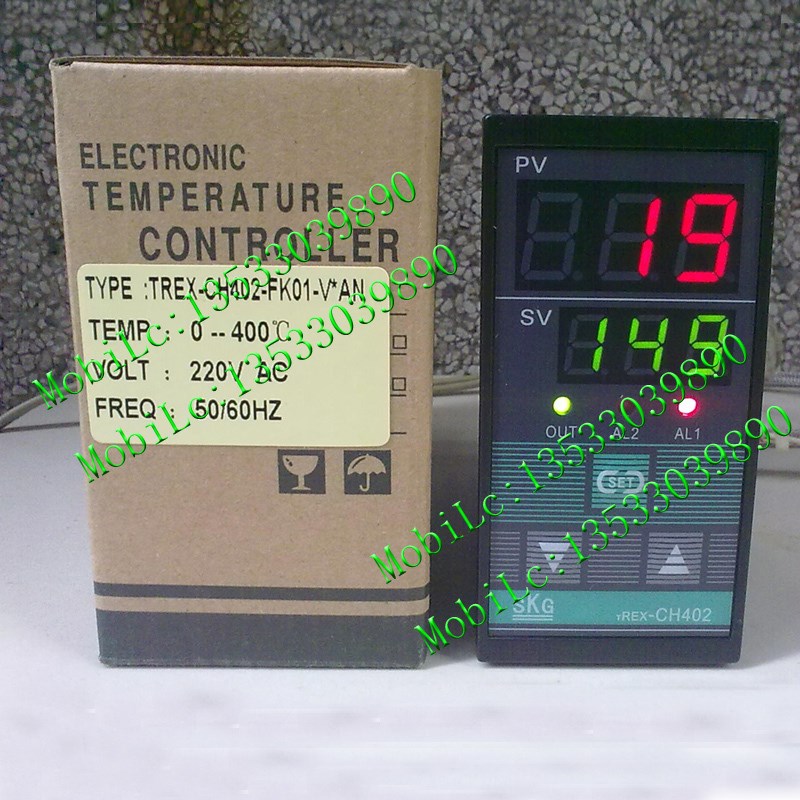 ELECTRONIC
TEMPERATURE
CONTROLLER
TYPE :TREX-CH402-FK01-V*AN
TEMP : 0 -- 400℃
VOLT : 220V AC
FREQ : 50/60HZ
MobiLc:13533039890
MobiLc:13533039890
PV
19
SV
149
OUT AL2 AL1
SET
SKG
TREX-CH402
MobiLc:13533039890
MobiLc:13533039890